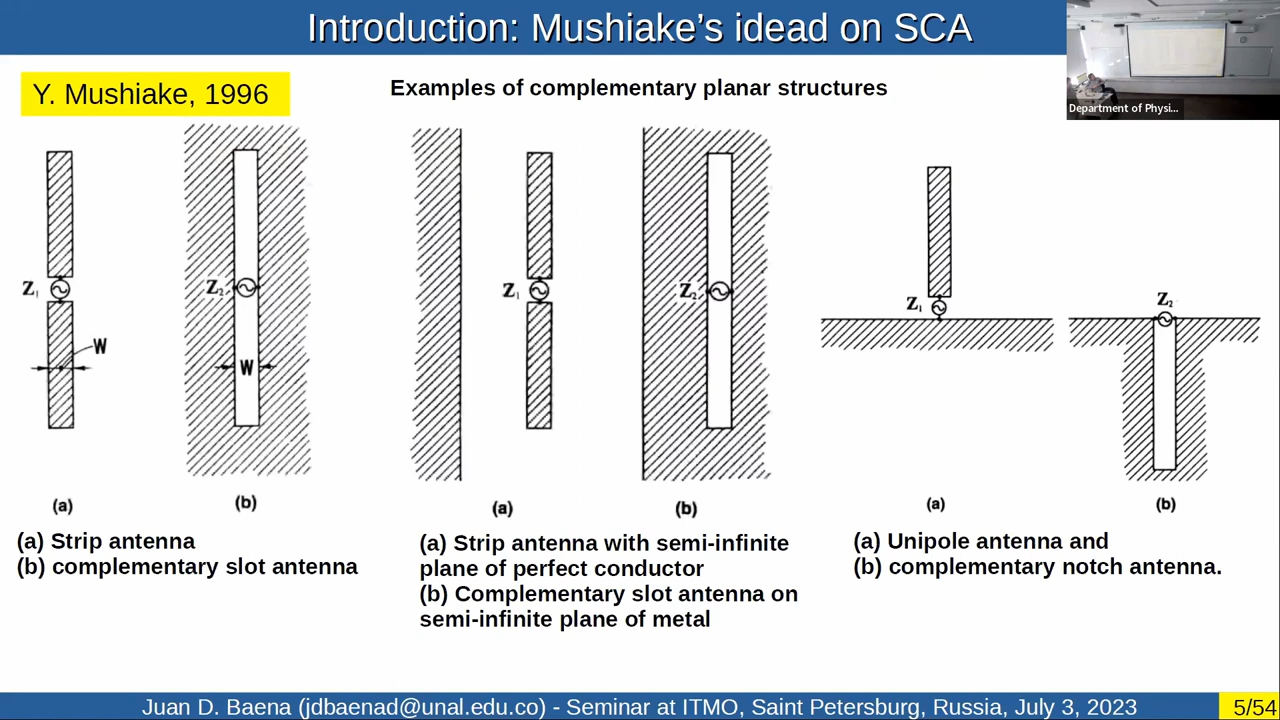 Introduction: Mushiake's idead on SCA
Department of Physi...
Y. Mushiake, 1996
Examples of complementary planar structures
Z₁
W
Z₂
W
Z₁
Z₂
Z₁
Z₂
(a)
(b)
(a)
(b)
(a)
(b)
(a) Strip antenna
(b) complementary slot antenna
(a) Strip antenna with semi-infinite
plane of perfect conductor
(b) Complementary slot antenna on
semi-infinite plane of metal
(a) Unipole antenna and
(b) complementary notch antenna.
Juan D. Baena (jdbaenad@unal.edu.co) - Seminar at ITMO, Saint Petersburg, Russia, July 3, 2023
5/54